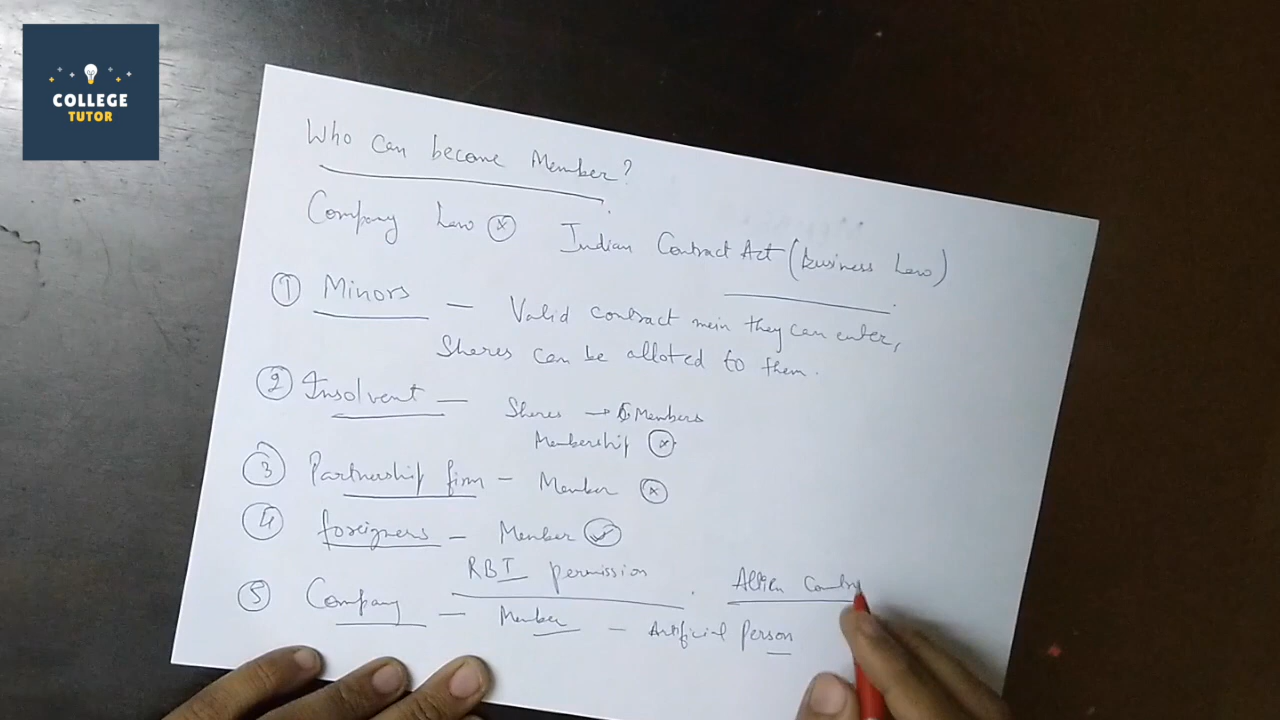 COLLEGE
TUTOR
Who can become Member?
Company Law ⓧ Indian Contract Act (business Law)
① Minors — Valid contract mein they can enter,
Shares can be alloted to them.
② Insolvent — Shares → Members
Membership ⓧ
③ Partnership firm — Member ⓧ
④ foreigners — Member ✓
RBI permission.
⑤ Company — Member — Artificial Person